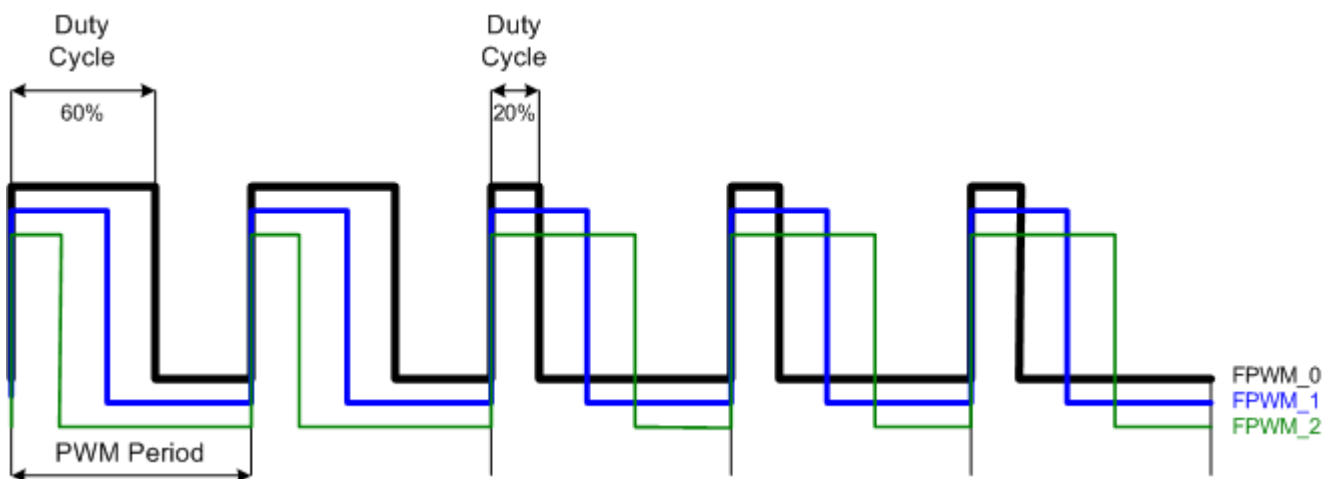 Duty
Cycle
60%
Duty
Cycle
20%
FPWM_0
FPWM_1
FPWM_2
PWM Period